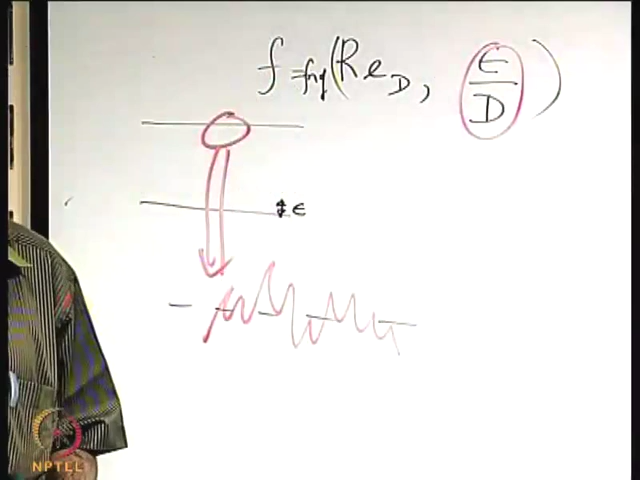 f = fn(Re_D, ε/D)
ε
NPTEL